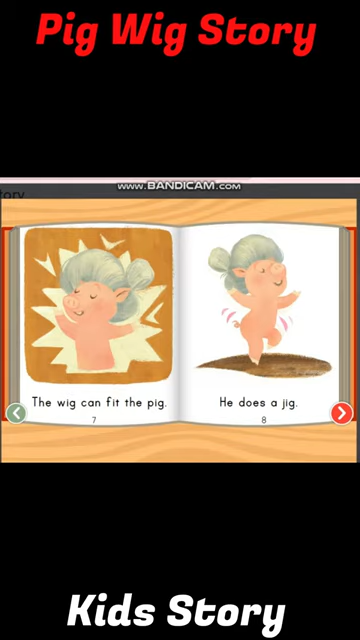 Pig Wig Story
www.BANDICAM.com
tory
The wig can fit the pig.
7
He does a jig.
8
Kids Story